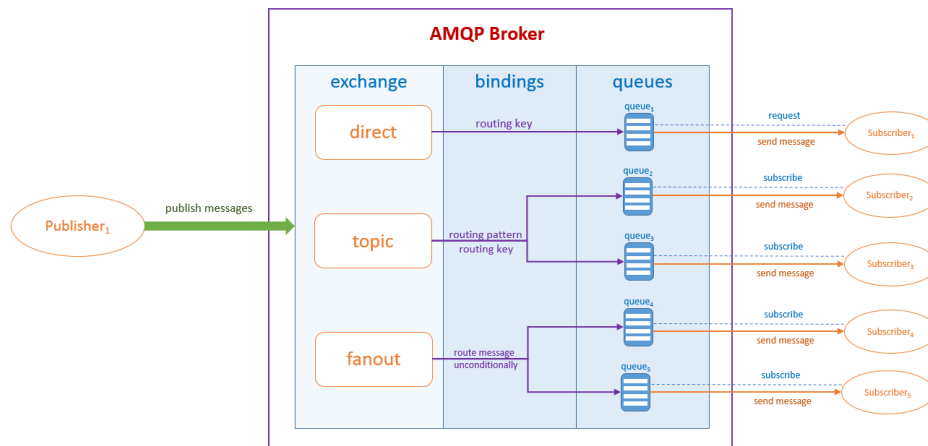 AMQP Broker
exchange
bindings
queues
direct
routing key
queue₁
request
send message
Subscriber₁
queue₂
subscribe
send message
Subscriber₂
Publisher₁
publish messages
topic
routing pattern
routing key
queue₃
subscribe
send message
Subscriber₃
queue₄
subscribe
send message
Subscriber₄
fanout
route message
unconditionally
queue₅
subscribe
send message
Subscriber₅